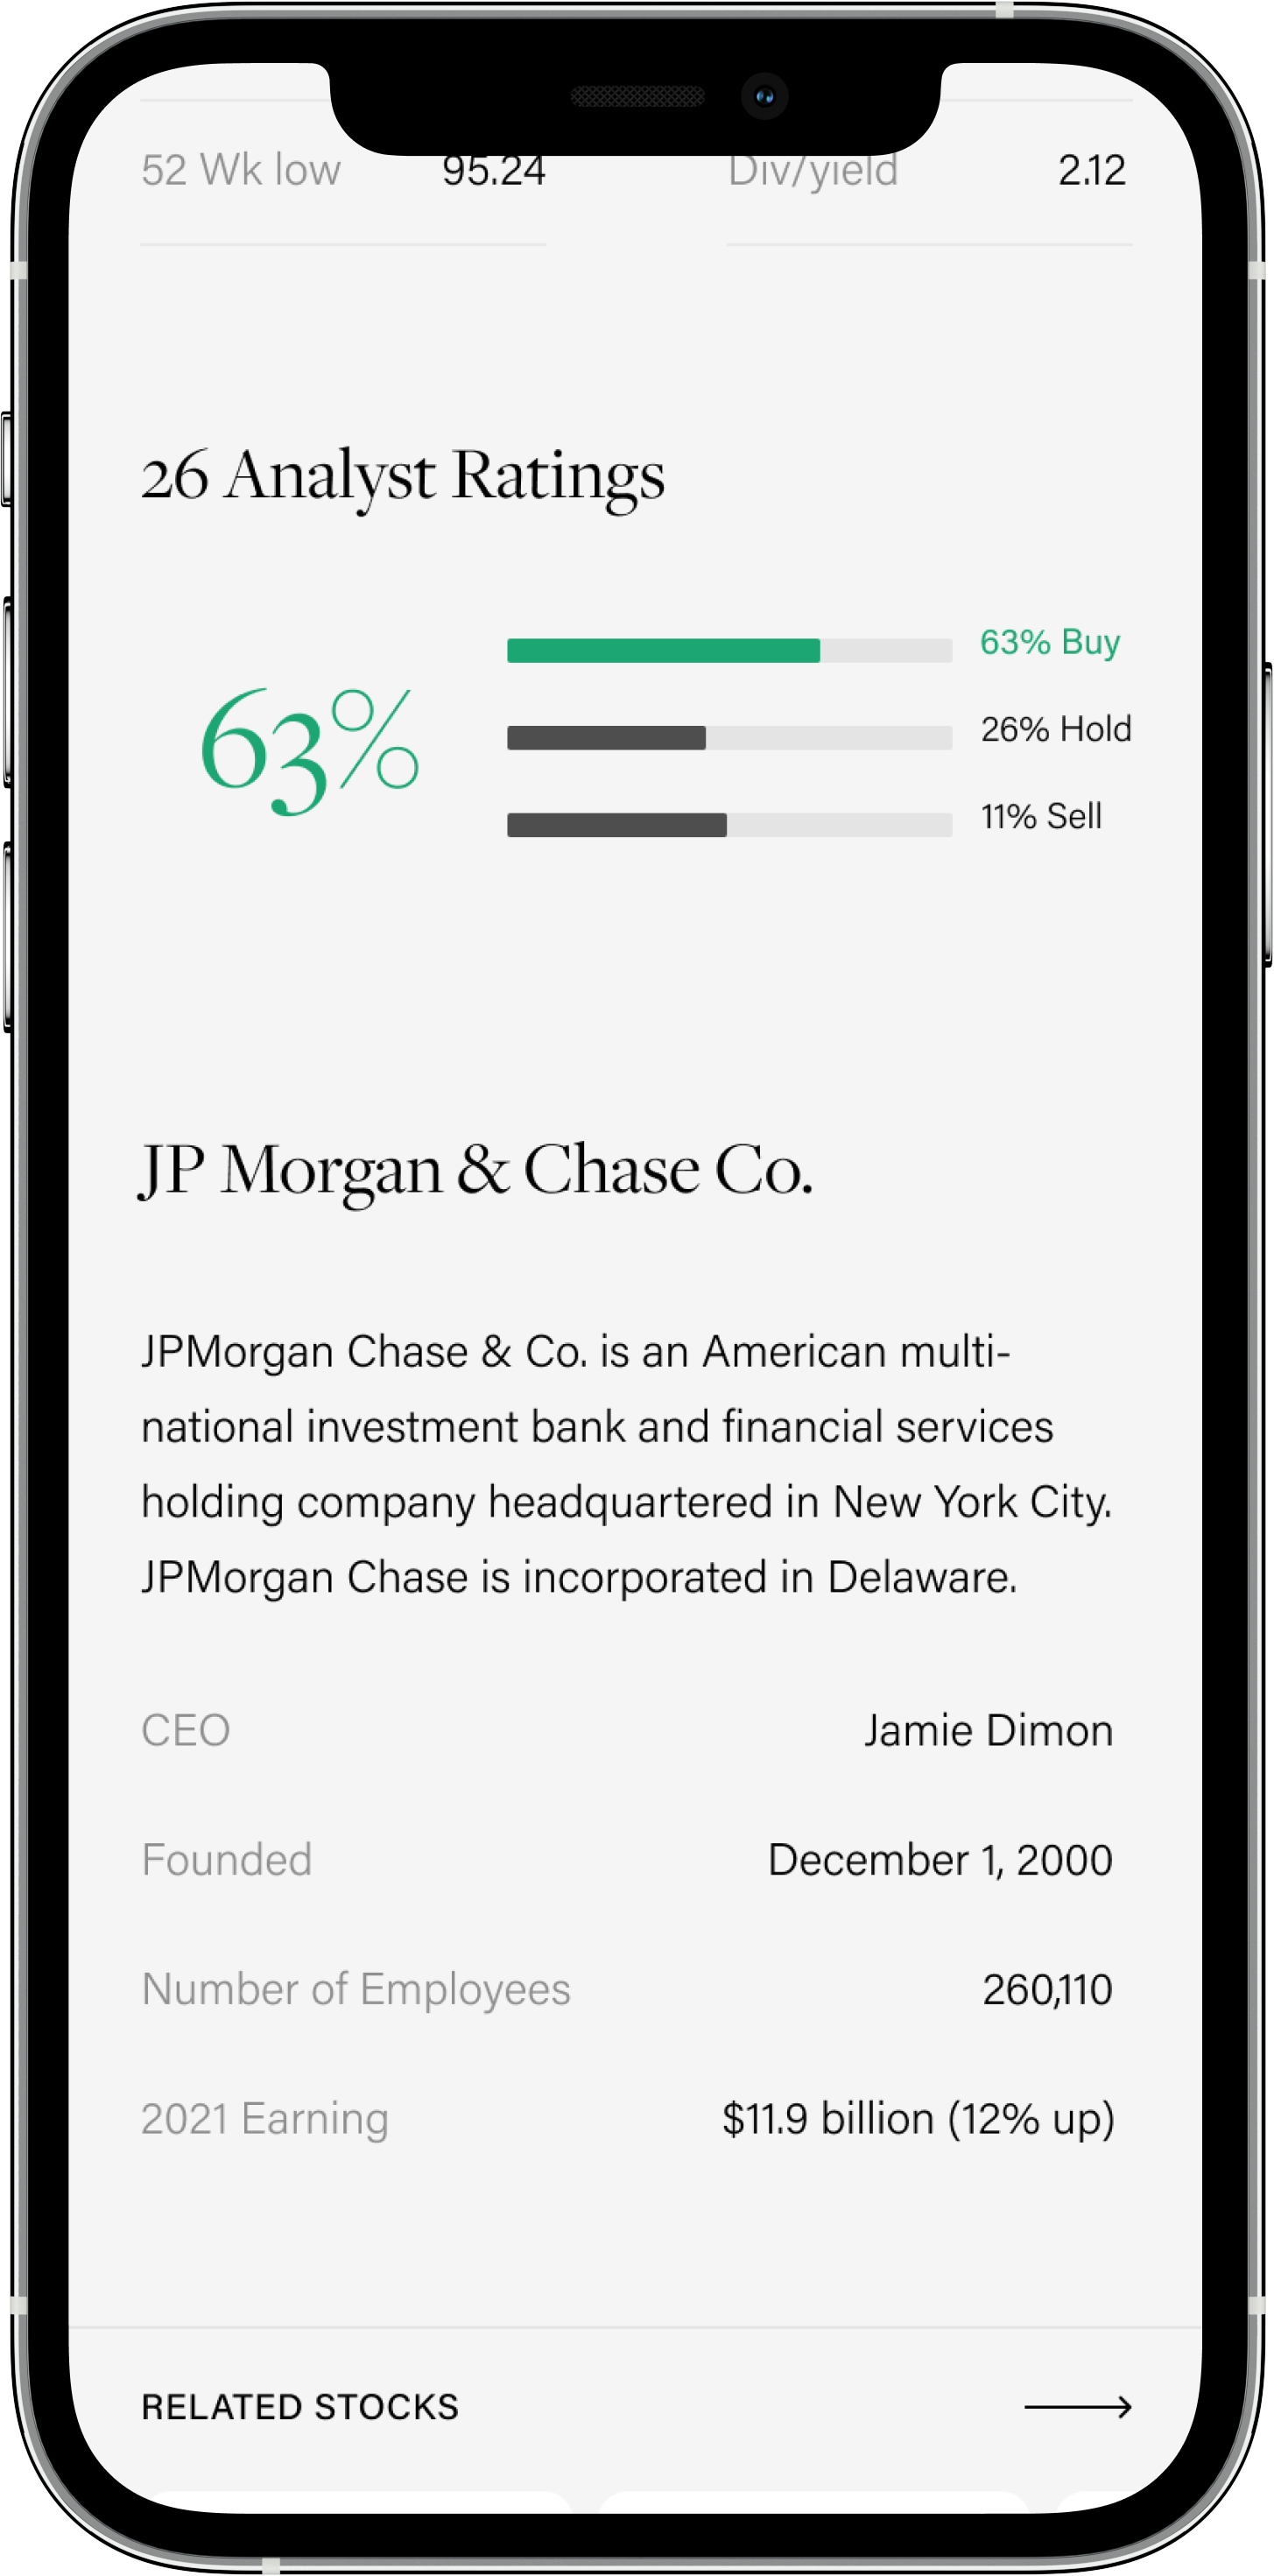 52 Wk low 95.24 Div/yield 2.12
26 Analyst Ratings
63%
63% Buy
26% Hold
11% Sell
JP Morgan & Chase Co.
JPMorgan Chase & Co. is an American multi-
national investment bank and financial services
holding company headquartered in New York City.
JPMorgan Chase is incorporated in Delaware.
CEO Jamie Dimon
Founded December 1, 2000
Number of Employees 260,110
2021 Earning $11.9 billion (12% up)
RELATED STOCKS